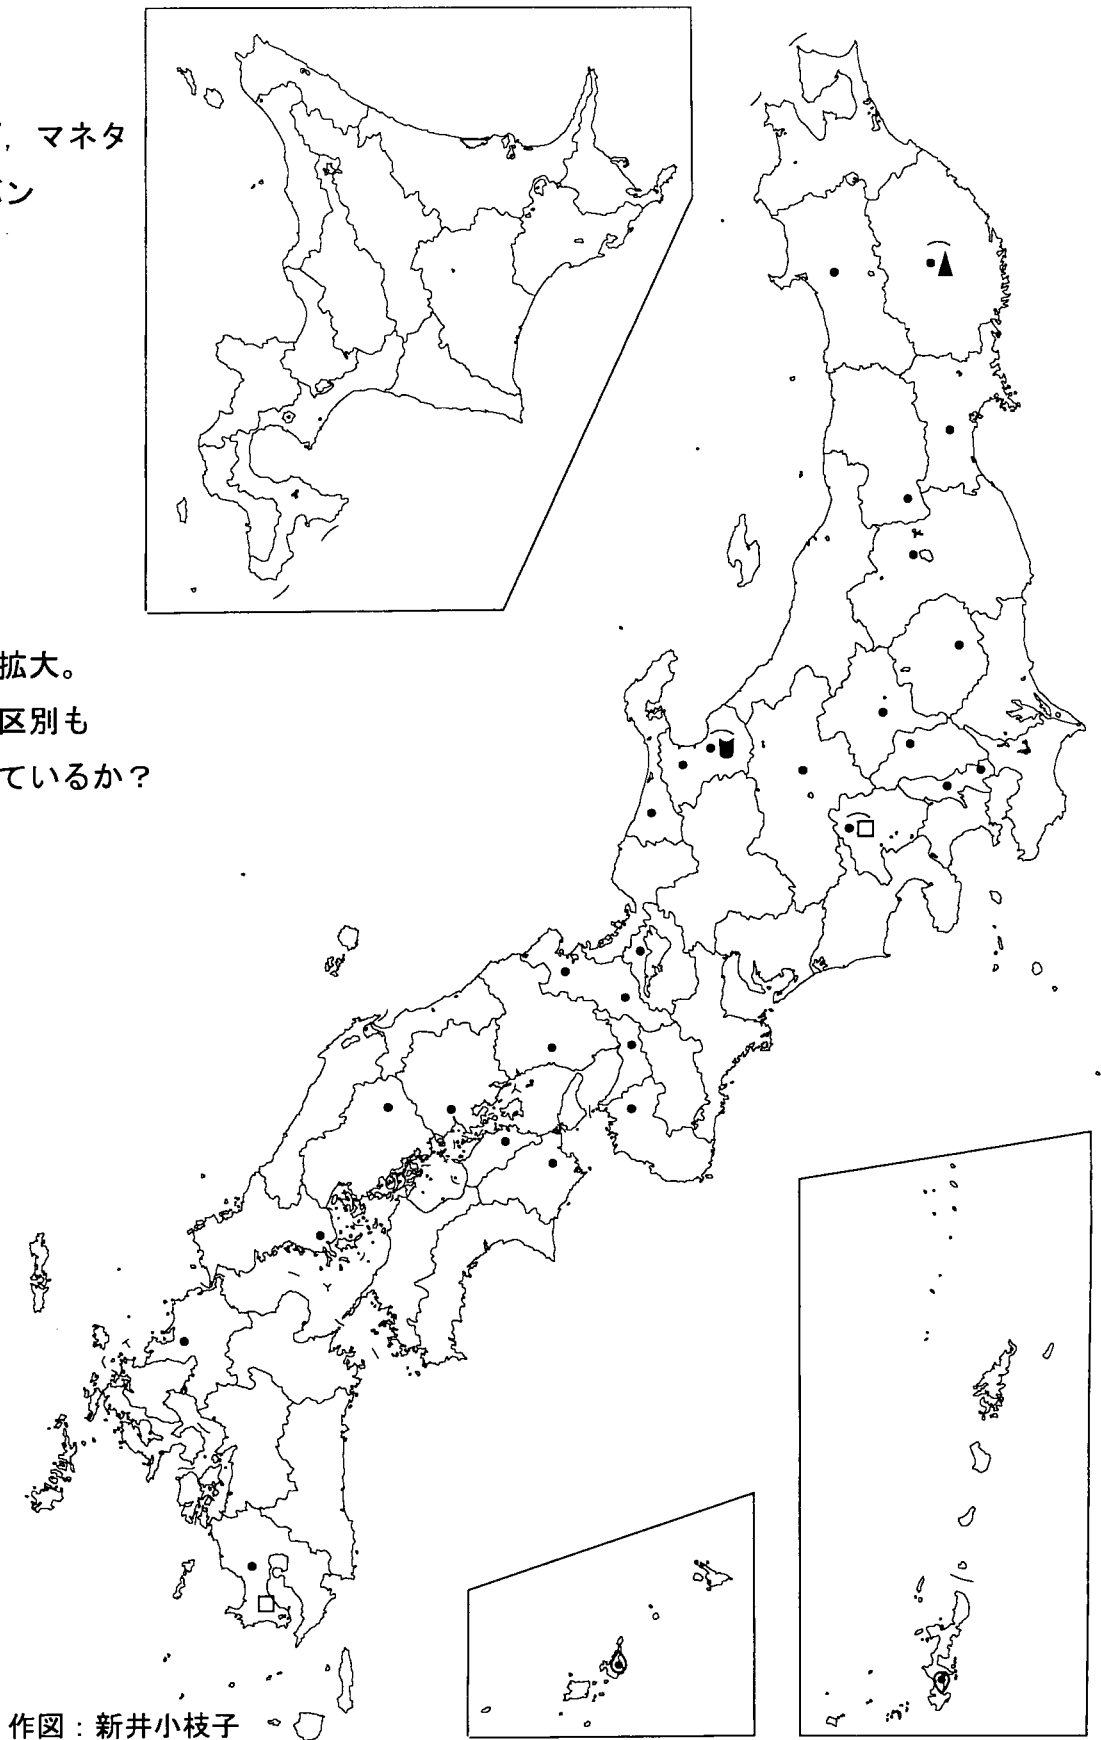 , マネタ
ン
拡大。
区別も
ているか？
作図：新井小枝子